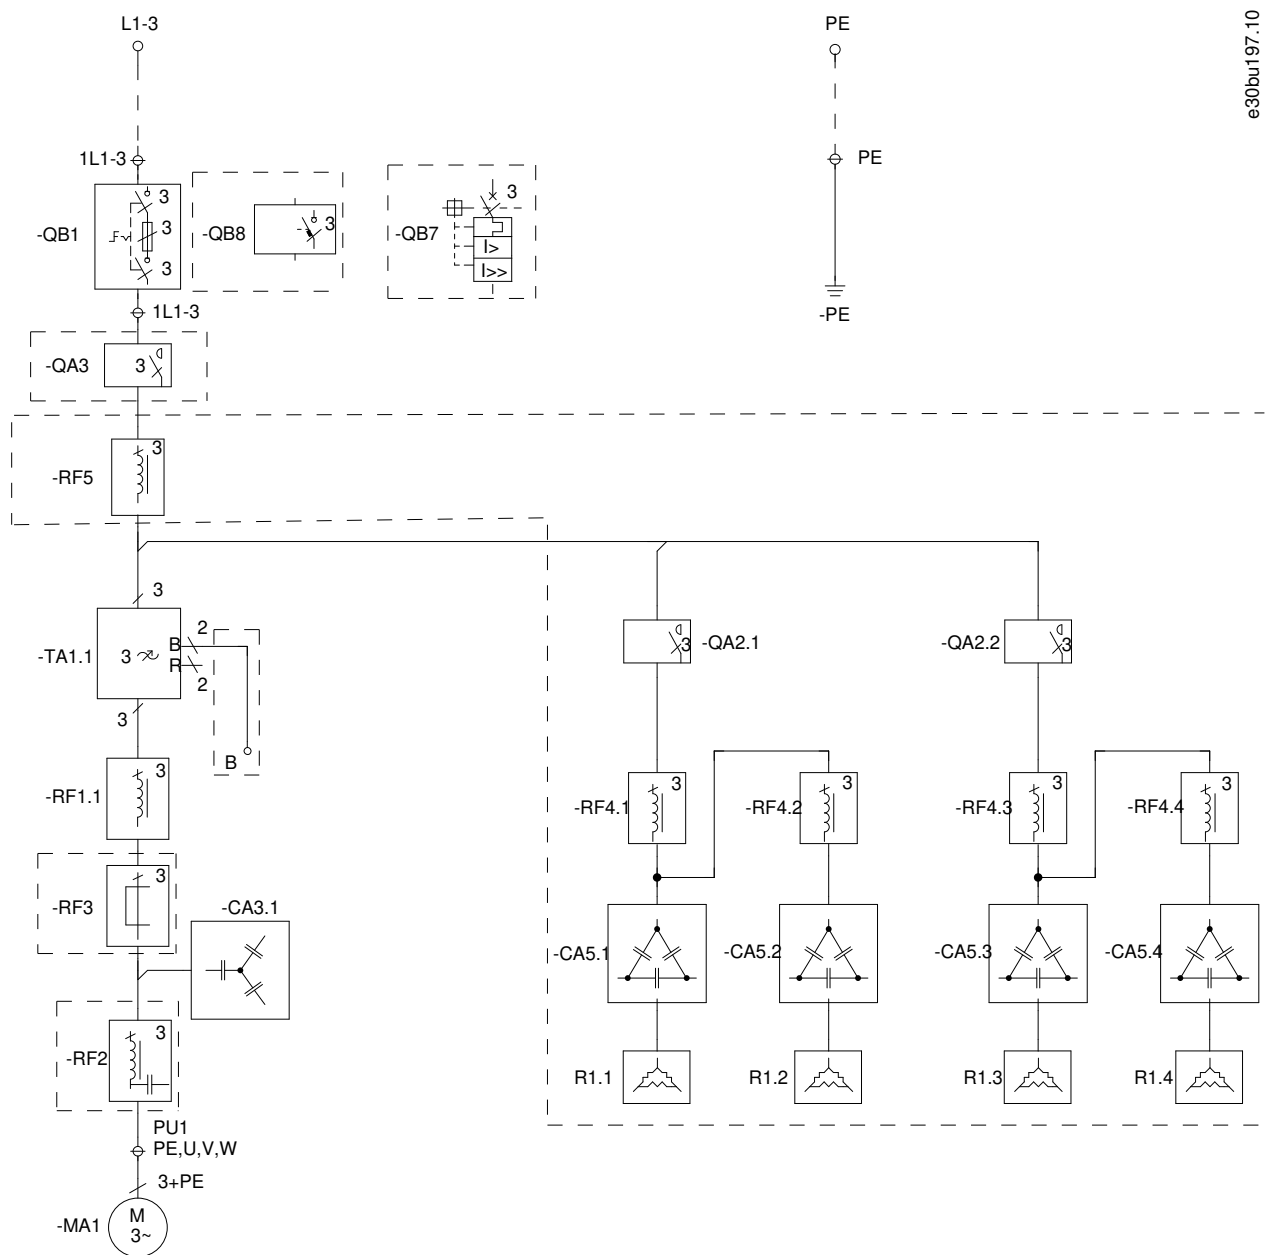 L1-3
PE
e30bu197.10
1L1-3
PE
-QB1
3
3
3
-QB8
3
-QB7
3
I>
I>>
1L1-3
-PE
-QA3
3
-RF5
3
3
-TA1.1
3
B
2
R
2
3
B
-QA2.1
3
-QA2.2
3
-RF1.1
3
-RF4.1
3
-RF4.2
3
-RF4.3
3
-RF4.4
3
-RF3
3
-CA3.1
-CA5.1
-CA5.2
-CA5.3
-CA5.4
-RF2
3
R1.1
R1.2
R1.3
R1.4
PU1
PE,U,V,W
3+PE
-MA1
M
3~